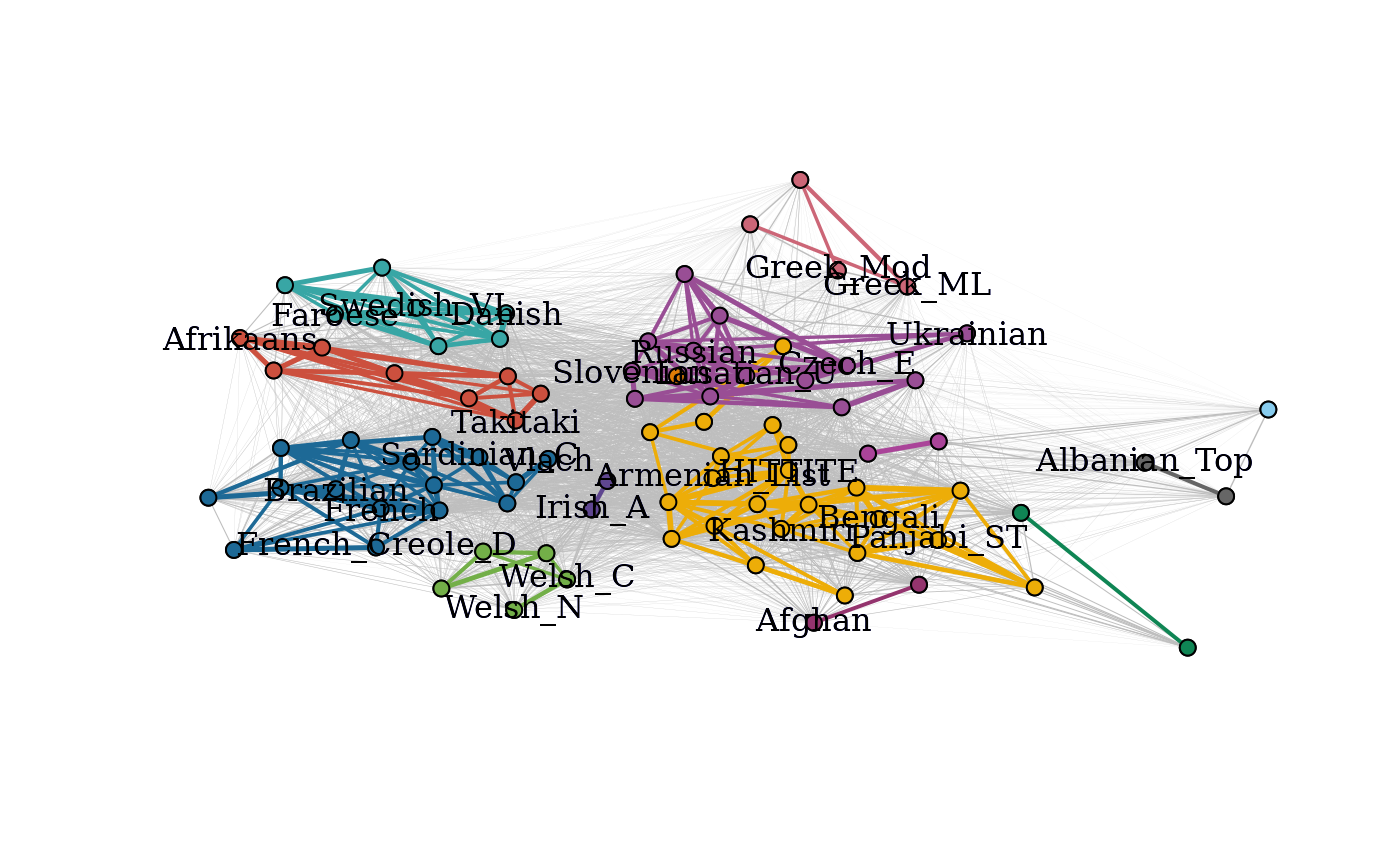 Greek_Mod
Greek_ML
Swedish_VL
Faroese
Danish
Afrikaans
Ukrainian
Russian
Czech_E
Slovenian
Lusatian_U
Takitaki
Sardinian_C
Vlach
Albanian_Top
Armenian_List
HITTITE
Brazilian
French
Irish_A
Bengali
Kashmiri
Panjabi_ST
French_Creole_D
Welsh_C
Welsh_N
Afghan